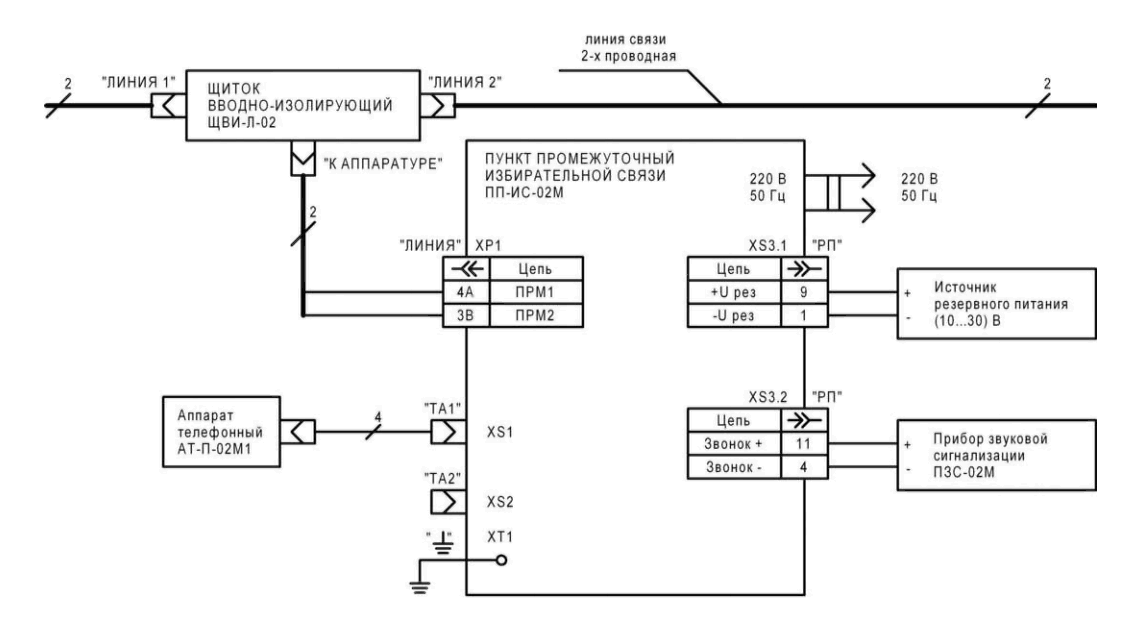 линия связи
2-х проводная
2
"ЛИНИЯ 1"
ЩИТОК
ВВОДНО-ИЗОЛИРУЮЩИЙ
ЩВИ-Л-02
"ЛИНИЯ 2"
2
"К АППАРАТУРЕ"
2
ПУНКТ ПРОМЕЖУТОЧНЫЙ
ИЗБИРАТЕЛЬНОЙ СВЯЗИ
ПП-ИС-02М
220 В
50 Гц
220 В
50 Гц
"ЛИНИЯ" XP1
Цепь
4А ПРМ1
3В ПРМ2
XS3.1 "РП"
Цепь
+U рез 9
-U рез 1
+ Источник
резервного питания
- (10...30) В
Аппарат
телефонный
АТ-П-02М1
4
"ТА1"
XS1
"ТА2"
XS2
" "
XT1
XS3.2 "РП"
Цепь
Звонок + 11
Звонок - 4
+ Прибор звуковой
сигнализации
- ПЗС-02М